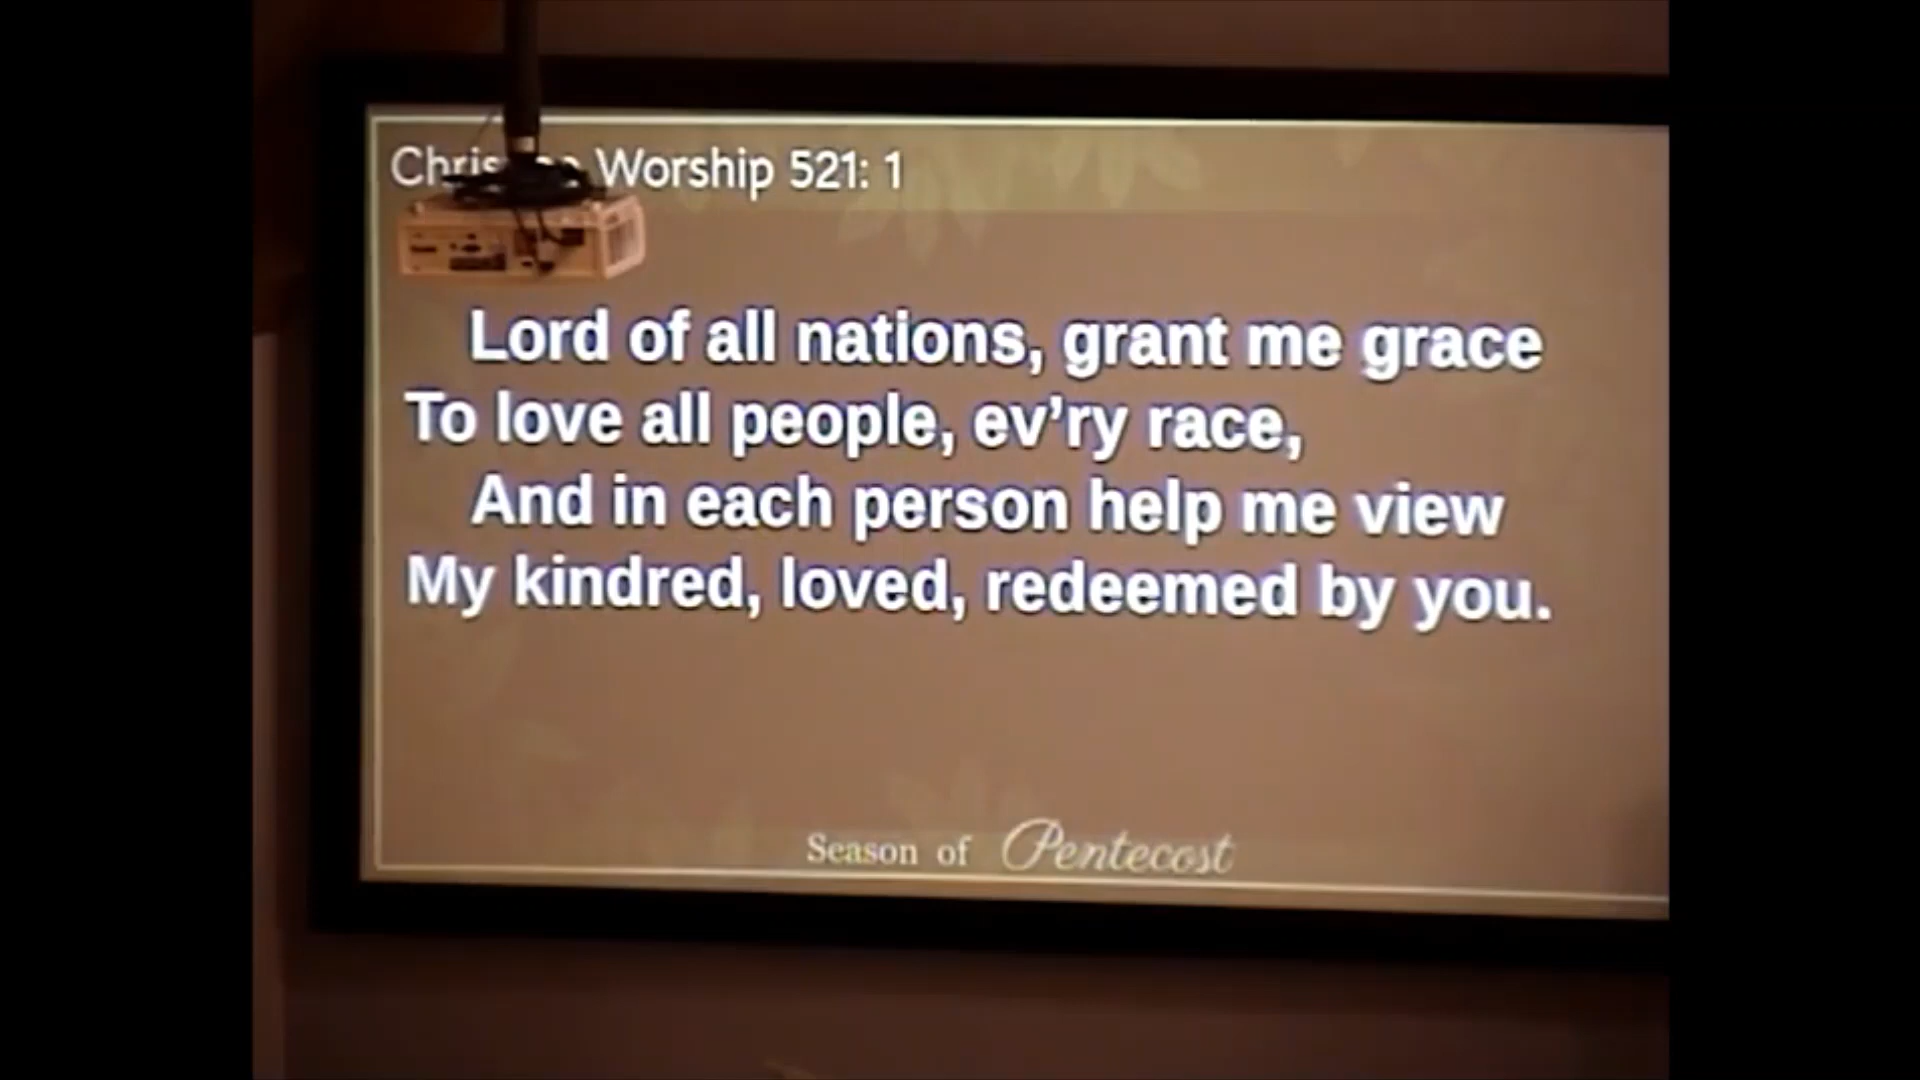 Worship 521: 1
Lord of all nations, grant me grace
To love all people, ev’ry race,
And in each person help me view
My kindred, loved, redeemed by you.
Season of Pentecost